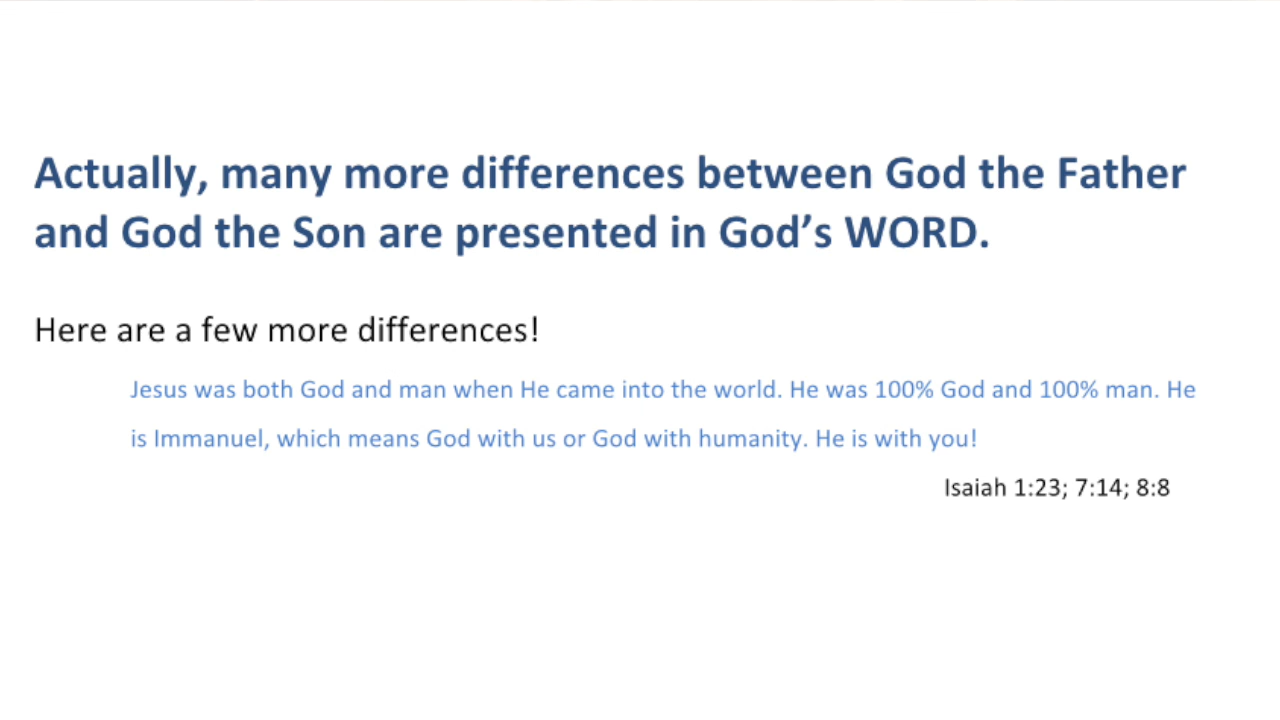 Actually, many more differences between God the Father
and God the Son are presented in God’s WORD.
Here are a few more differences!
Jesus was both God and man when He came into the world. He was 100% God and 100% man. He
is Immanuel, which means God with us or God with humanity. He is with you!
Isaiah 1:23; 7:14; 8:8